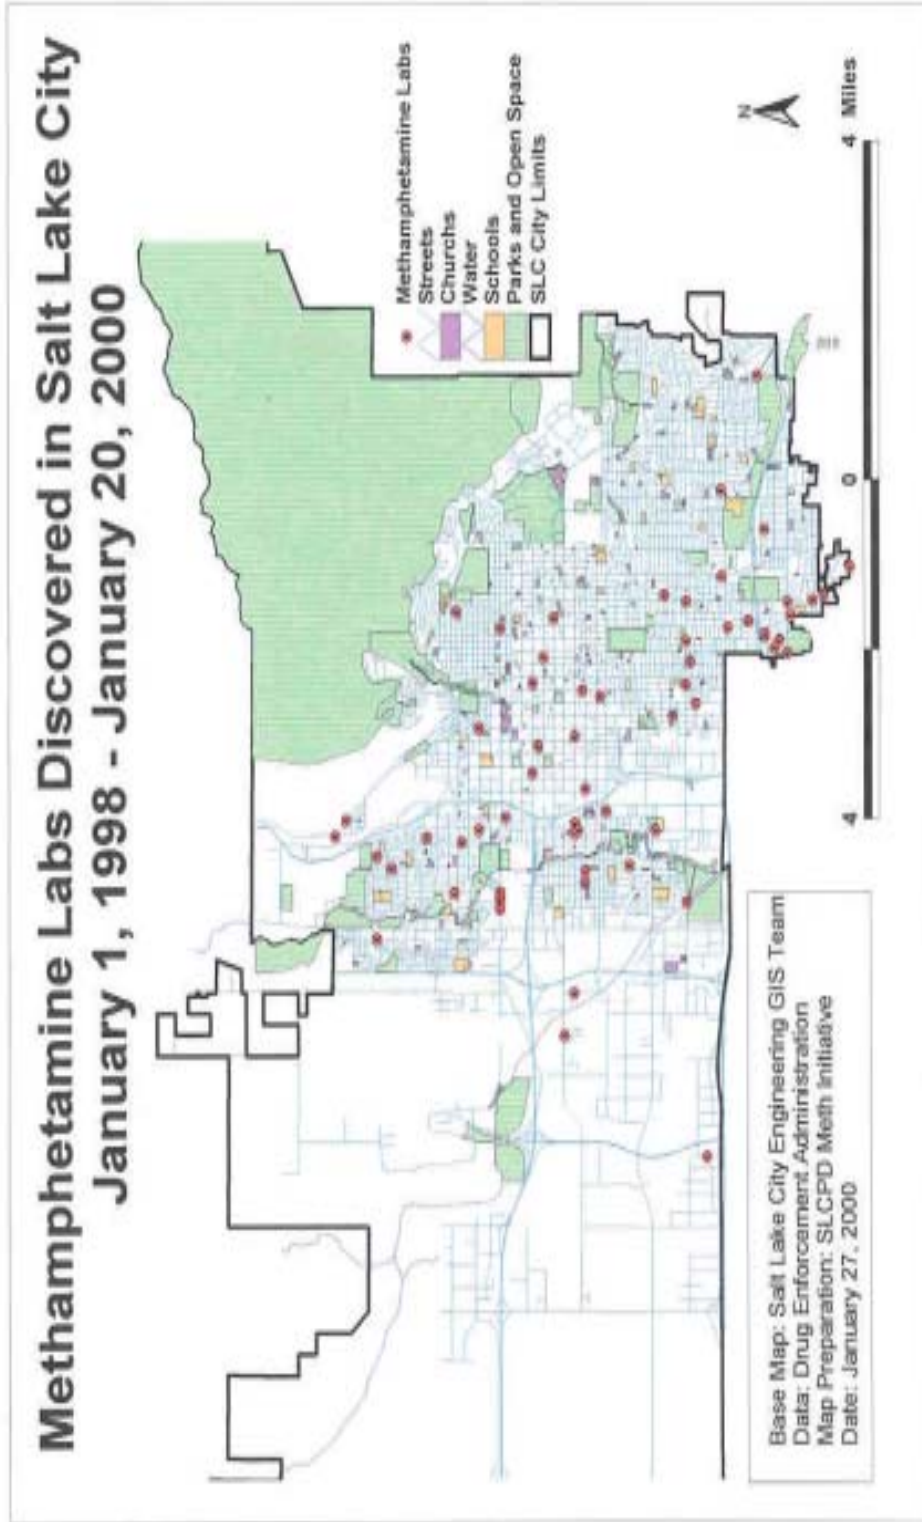 Methamphetamine Labs Discovered in Salt Lake City
January 1, 1998 - January 20, 2000
Methamphetamine Labs
Streets
Churchs
Water
Schools
Parks and Open Space
SLC City Limits
N
4 0 4 Miles
Base Map: Salt Lake City Engineering GIS Team
Data: Drug Enforcement Administration
Map Preparation: SLCPD Meth Initiative
Date: January 27, 2000